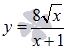 y = 8√x / (x + 1)